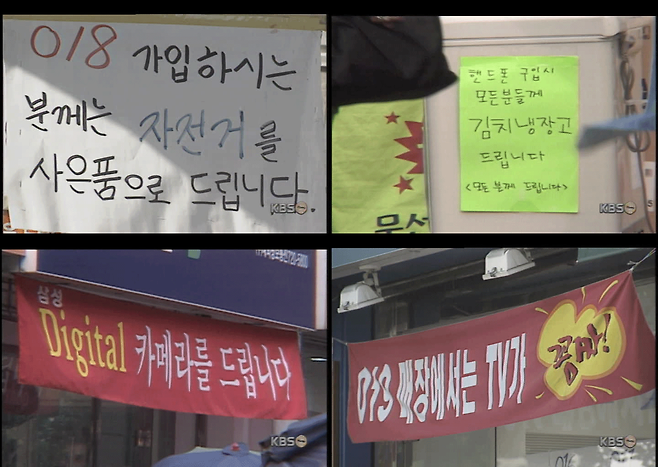 018 가입하시는
분께는 자전거를
사은품으로 드립니다.
KBS
핸드폰 구입시
모든분들께
김치냉장고
드립니다
<모든 분께 드립니다>
KBS
삼성
Digital 카메라를 드립니다
KBS
013 매장에서는 TV가 공짜!
KBS